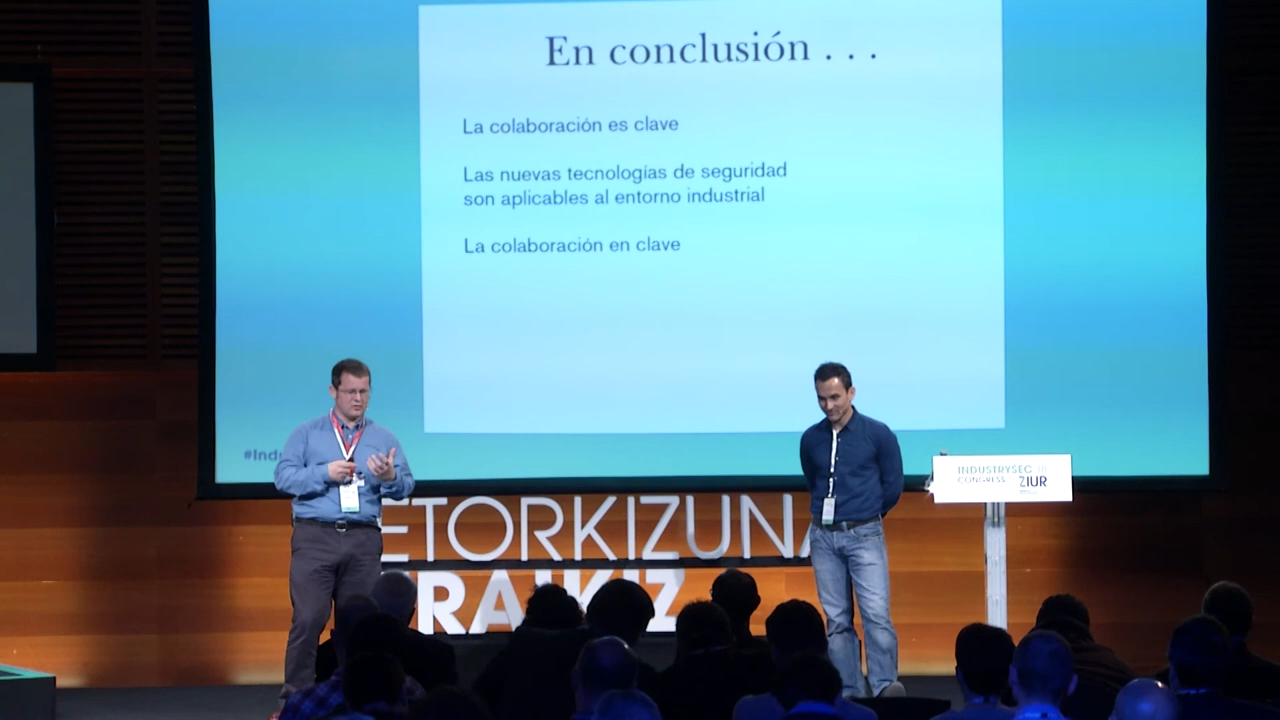 En conclusión . . .
La colaboración es clave
Las nuevas tecnologías de seguridad
son aplicables al entorno industrial
La colaboración en clave
INDUSTRYSEC
CONGRESS
ZIUR
ETORKIZUNA
ERAIKIZ